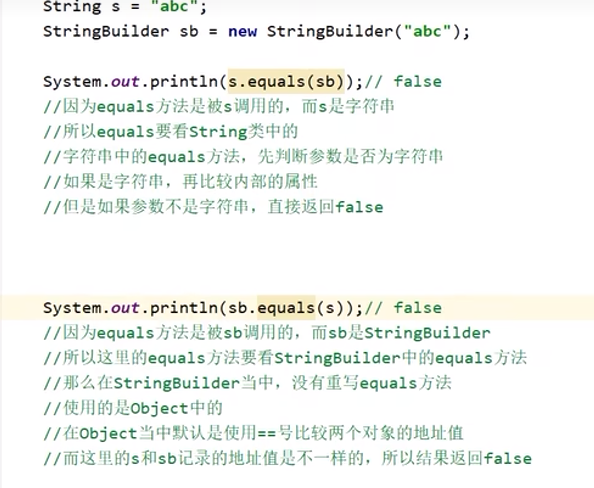 String s = "abc";
StringBuilder sb = new StringBuilder("abc");
System.out.println(s.equals(sb));// false
//因为equals方法是被s调用的，而s是字符串
//所以equals要看String类中的
//字符串中的equals方法，先判断参数是否为字符串
//如果是字符串，再比较内部的属性
//但是如果参数不是字符串，直接返回false
System.out.println(sb.equals(s));// false
//因为equals方法是被sb调用的，而sb是StringBuilder
//所以这里的equals方法要看StringBuilder中的equals方法
//那么在StringBuilder当中，没有重写equals方法
//使用的是Object中的
//在Object当中默认是使用==号比较两个对象的地址值
//而这里的s和sb记录的地址值是不一样的，所以结果返回false